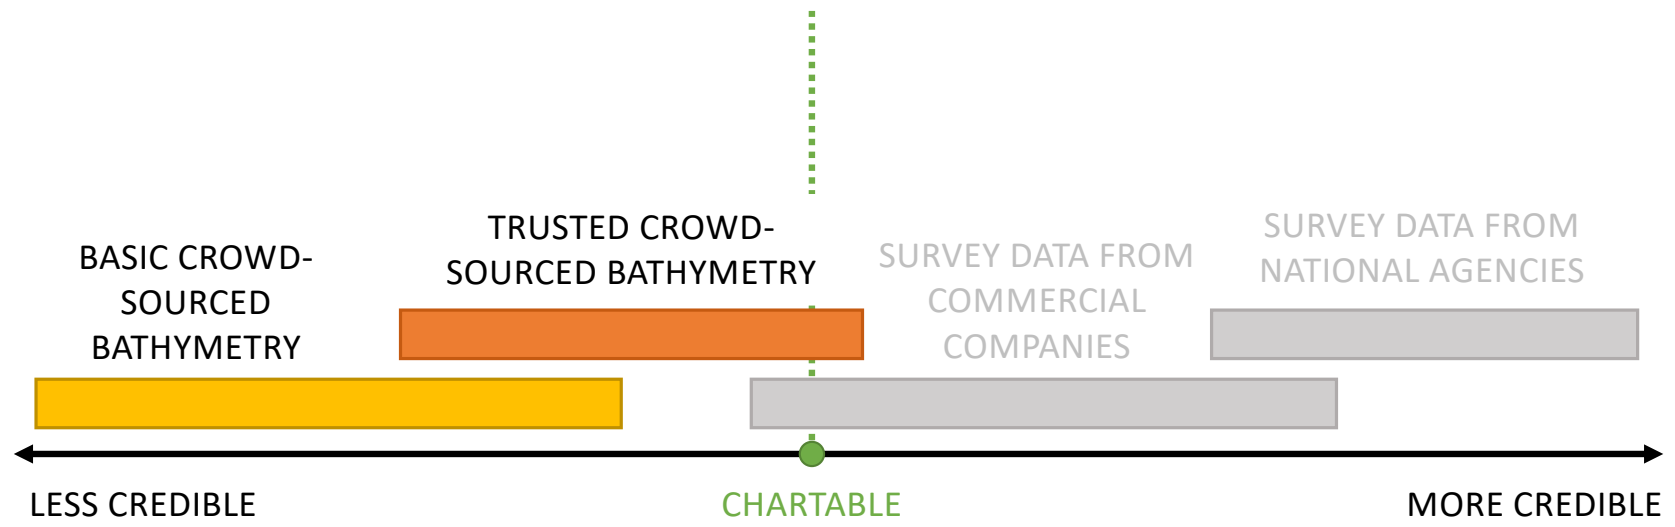 BASIC CROWD-
SOURCED
BATHYMETRY
TRUSTED CROWD-
SOURCED BATHYMETRY
SURVEY DATA FROM
COMMERCIAL
COMPANIES
SURVEY DATA FROM
NATIONAL AGENCIES
LESS CREDIBLE
CHARTABLE
MORE CREDIBLE